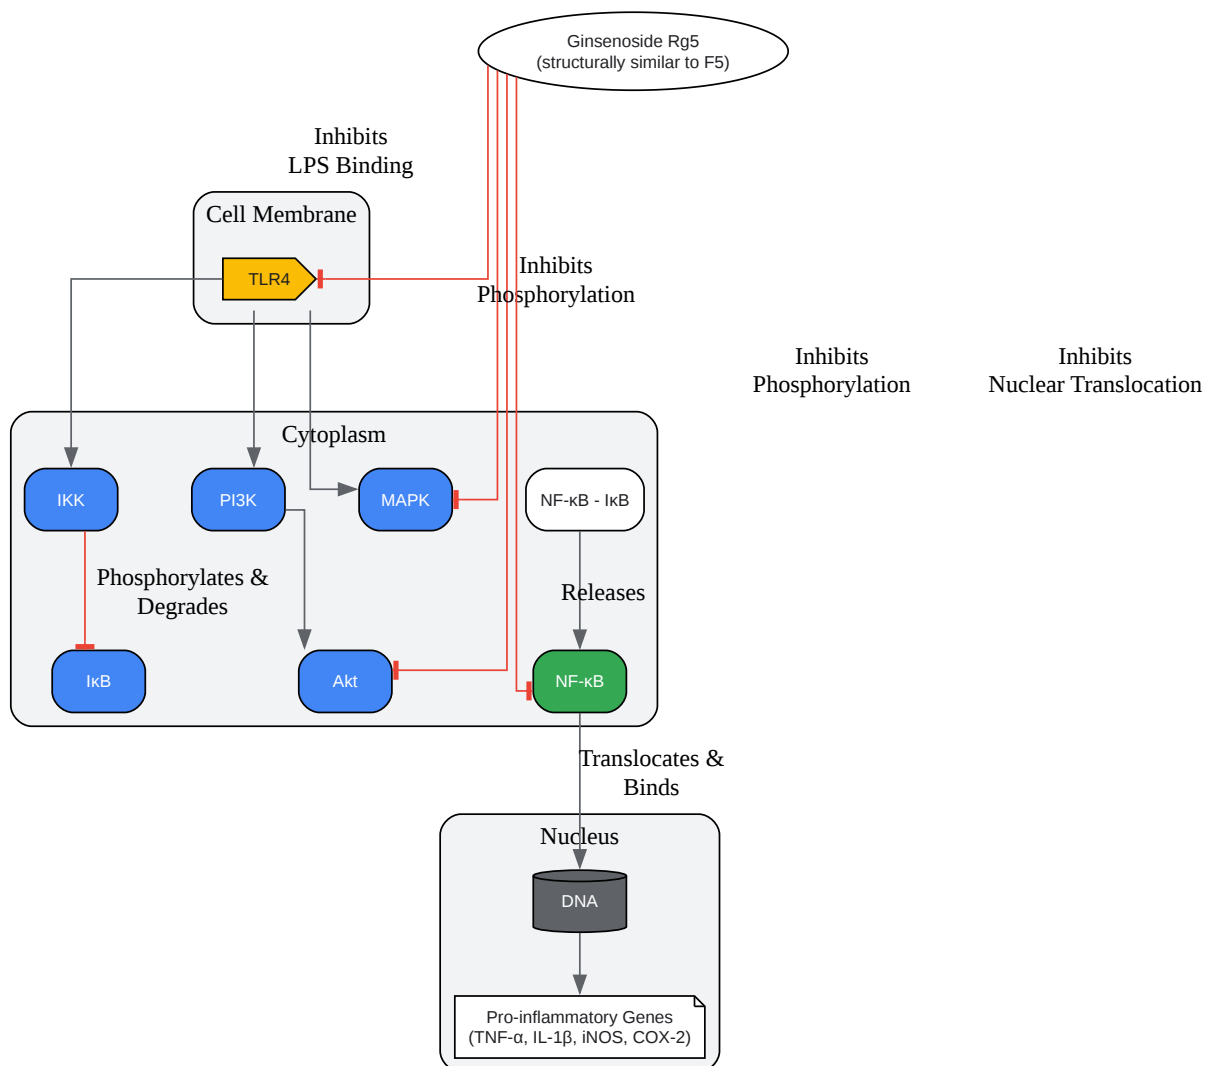 Ginsenoside Rg5
(structurally similar to F5)
Inhibits
LPS Binding
Cell Membrane
TLR4
Inhibits
Phosphorylation
Inhibits
Phosphorylation
Inhibits
Nuclear Translocation
Cytoplasm
IKK
PI3K
MAPK
NF-κB - IκB
Phosphorylates &
Degrades
Releases
IκB
Akt
NF-κB
Translocates &
Binds
Nucleus
DNA
Pro-inflammatory Genes
(TNF-α, IL-1β, iNOS, COX-2)